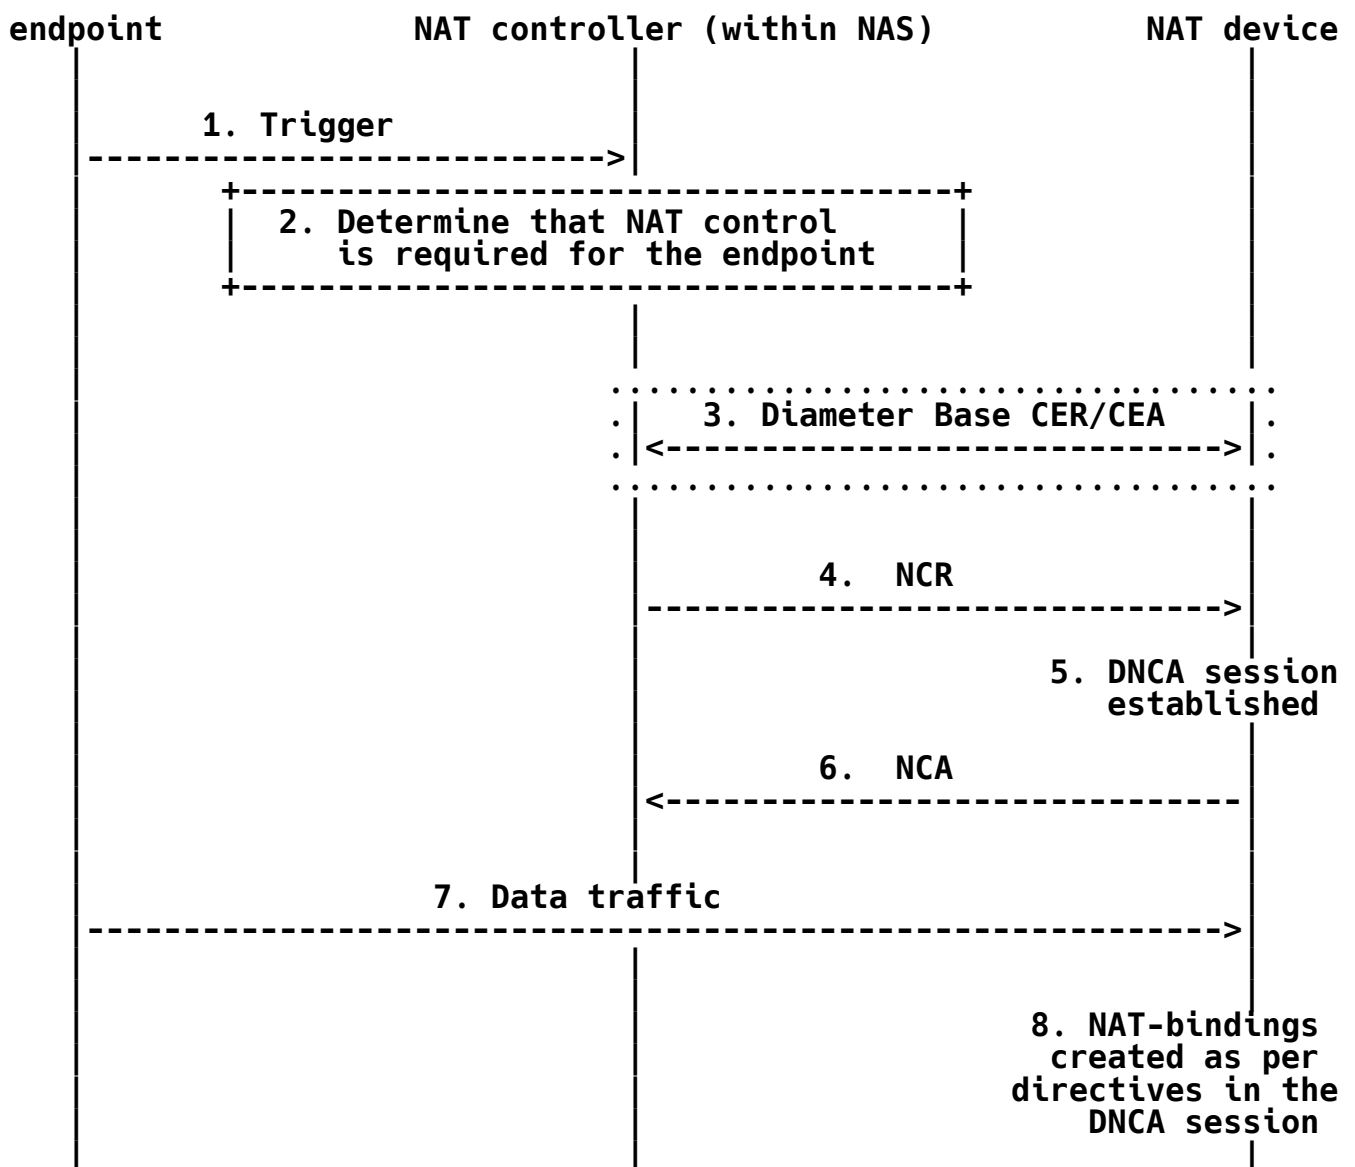 endpoint NAT controller (within NAS) NAT device
1. Trigger
2. Determine that NAT control
is required for the endpoint
3. Diameter Base CER/CEA
4. NCR
5. DNCA session
established
6. NCA
7. Data traffic
8. NAT-bindings
created as per
directives in the
DNCA session